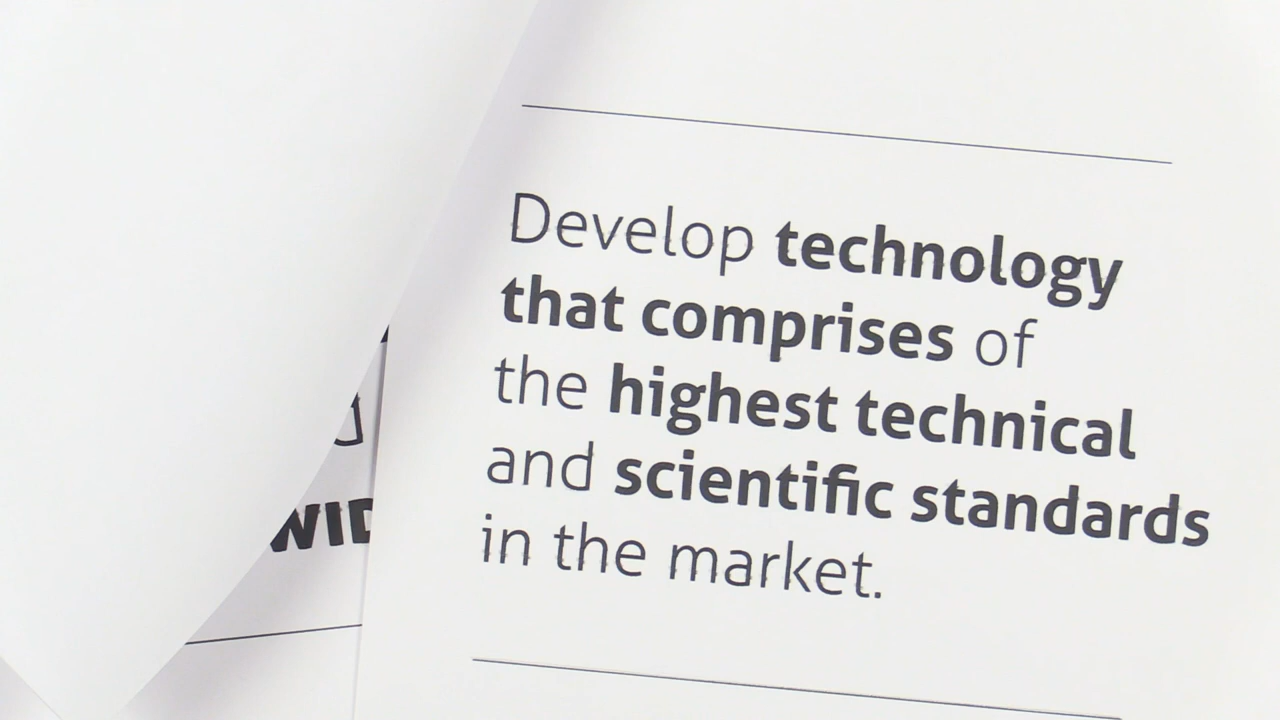 Develop technology
that comprises of
the highest technical
and scientific standards
in the market.